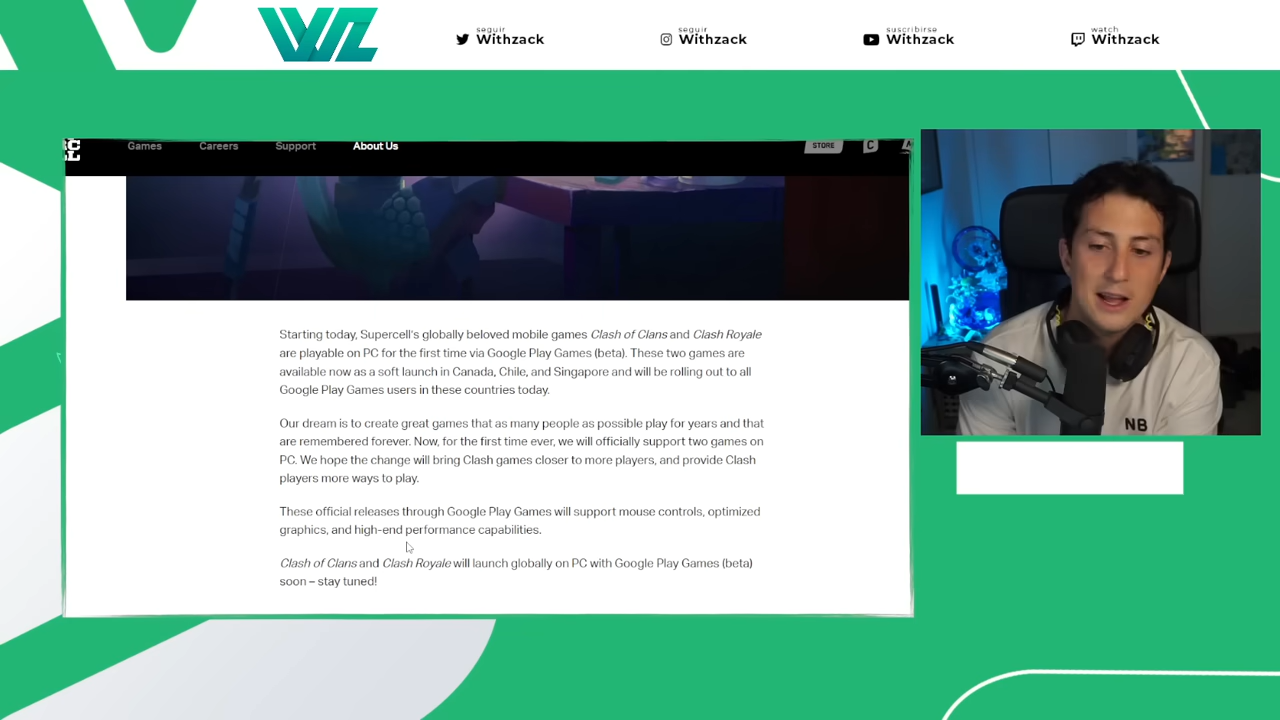 WZ
seguir
Withzack
seguir
Withzack
suscribirse
Withzack
watch
Withzack
Games
Careers
Support
About Us
STORE
Starting today, Supercell's globally beloved mobile games Clash of Clans and Clash Royale
are playable on PC for the first time via Google Play Games (beta). These two games are
available now as a soft launch in Canada, Chile, and Singapore and will be rolling out to all
Google Play Games users in these countries today.
Our dream is to create great games that as many people as possible play for years and that
are remembered forever. Now, for the first time ever, we will officially support two games on
PC. We hope the change will bring Clash games closer to more players, and provide Clash
players more ways to play.
These official releases through Google Play Games will support mouse controls, optimized
graphics, and high-end performance capabilities.
Clash of Clans and Clash Royale will launch globally on PC with Google Play Games (beta)
soon – stay tuned!
NB